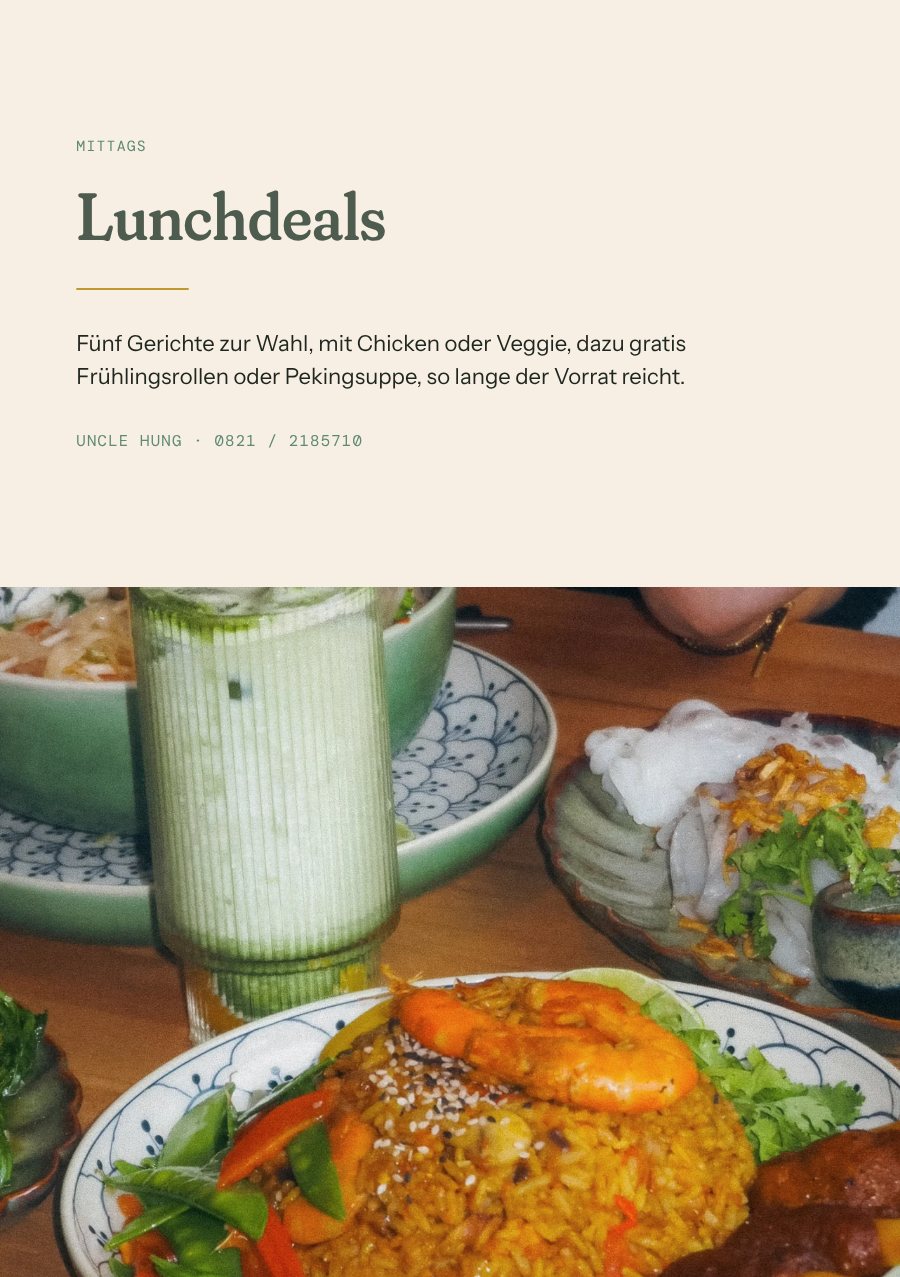 MITTAGS
Lunchdeals
Fünf Gerichte zur Wahl, mit Chicken oder Veggie, dazu gratis
Frühlingsrollen oder Pekingsuppe, so lange der Vorrat reicht.
UNCLE HUNG · 0821 / 2185710